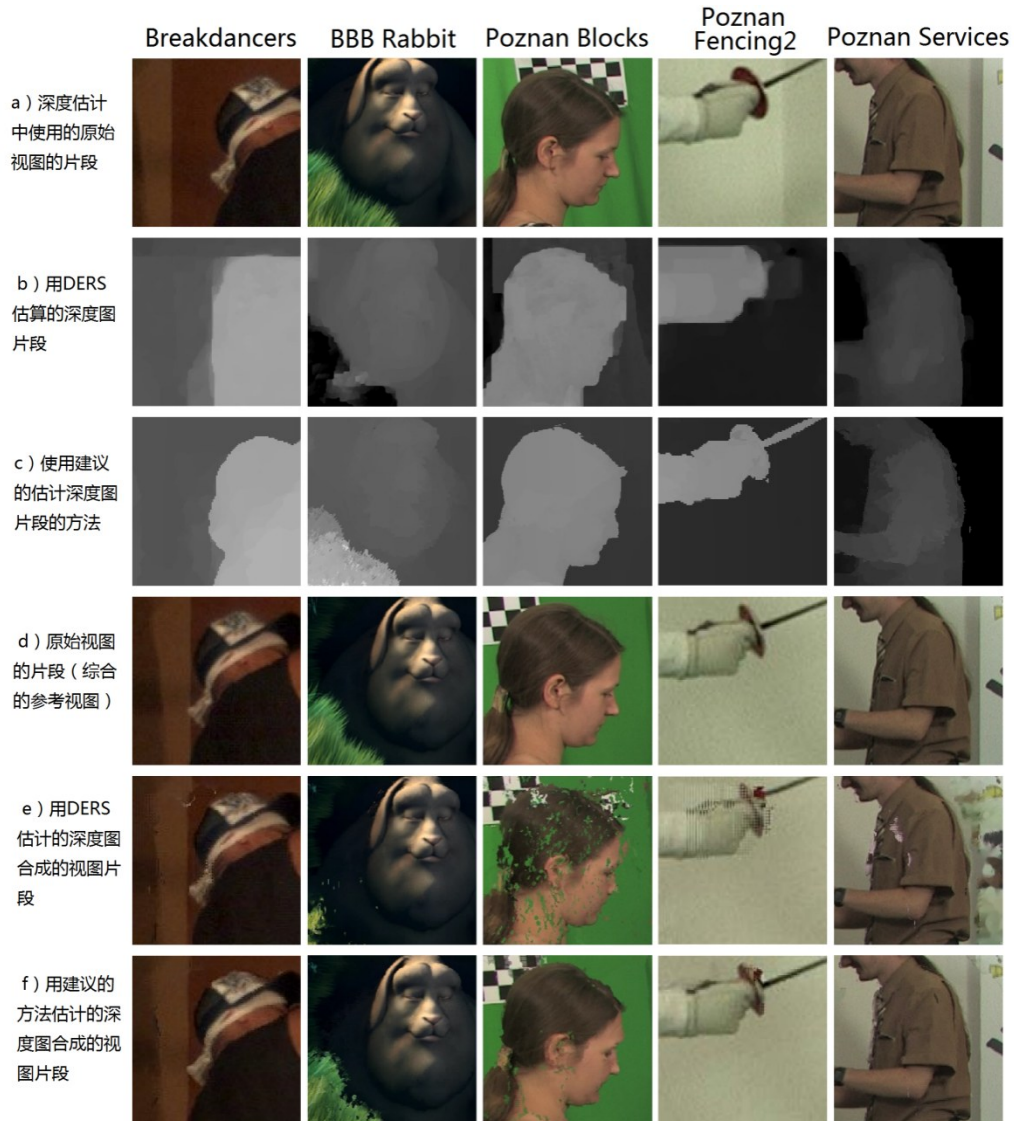 Breakdancers
BBB Rabbit
Poznan Blocks
Poznan
Fencing2
Poznan Services
a）深度估计
中使用的原始
视图的片段
b）用DERS
估算的深度图
片段
c）使用建议
的估计深度图
片段的方法
d）原始视图
的片段（综合
的参考视图）
e）用DERS
估计的深度图
合成的视图片
段
f）用建议的
方法估计的深
度图合成的视
图片段